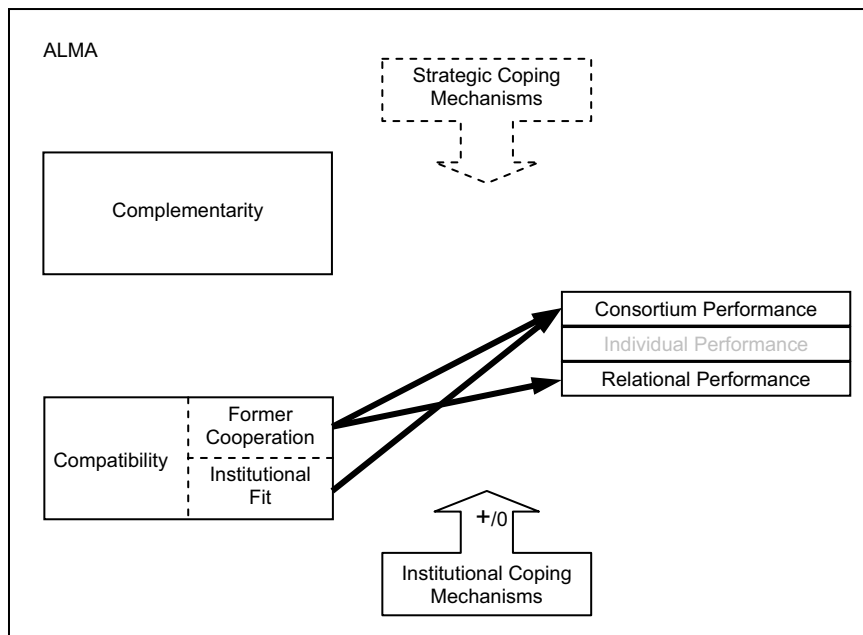 ALMA
Strategic Coping
Mechanisms
Complementarity
Consortium Performance
Individual Performance
Relational Performance
Compatibility
Former
Cooperation
Institutional
Fit
+/0
Institutional Coping
Mechanisms